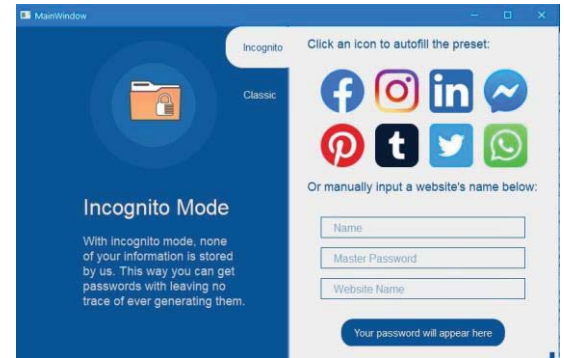 MainWindow
Incognito
Classic
Incognito Mode
With incognito mode, none
of your information is stored
by us. This way you can get
passwords with leaving no
trace of ever generating them.
Click an icon to autofill the preset:
f
in
t
Or manually input a website's name below:
Name
Master Password
Website Name
Your password will appear here